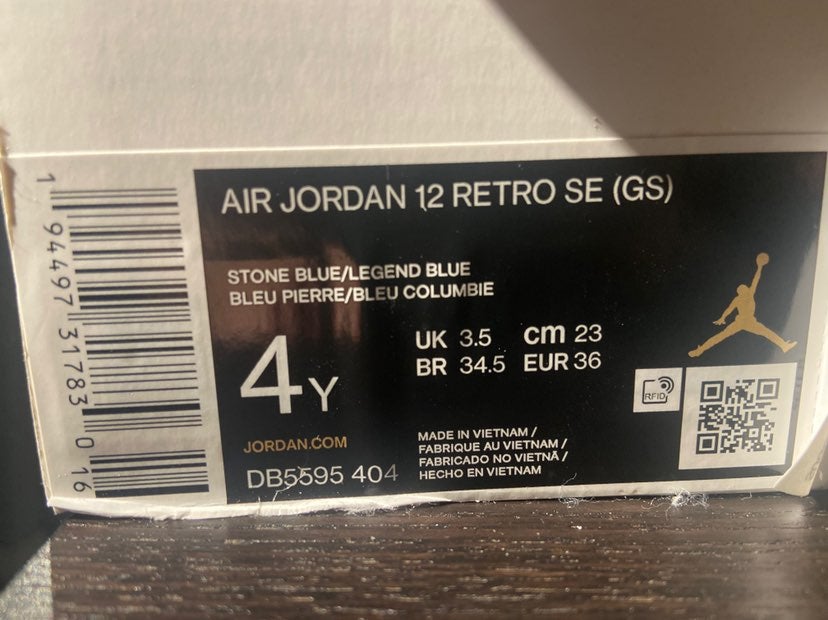 AIR JORDAN 12 RETRO SE (GS)
STONE BLUE/LEGEND BLUE
BLEU PIERRE/BLEU COLUMBIE
4Y
UK 3.5 cm 23
BR 34.5 EUR 36
RFID
JORDAN.COM
DB5595 404
MADE IN VIETNAM /
FABRIQUE AU VIETNAM /
FABRICADO NO VIETNÃ /
HECHO EN VIETNAM
1 94497 31783 0 16